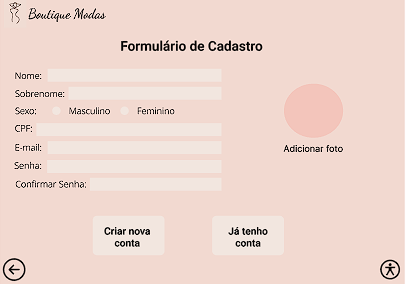 Boutique Modas
Formulário de Cadastro
Nome:
Sobrenome:
Sexo: Masculino Feminino
CPF:
E-mail:
Senha:
Confirmar Senha:
Adicionar foto
Criar nova
conta
Já tenho
conta